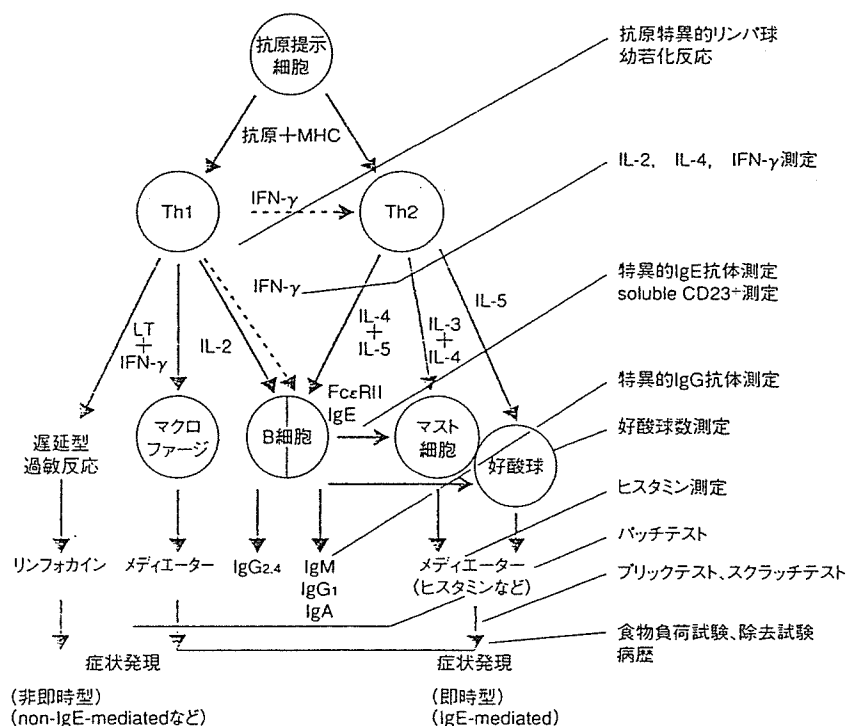 抗原提示
細胞
抗原+MHC
Th1
IFN-γ
Th2
IFN-γ
LT
+
IFN-γ
IL-2
IL-4
+
IL-5
IL-3
+
IL-4
IL-5
遅延型
過敏反応
マクロ
ファージ
B細胞
FcεRII
IgE
マスト
細胞
好酸球
リンフォカイン
メディエーター
IgG2.4
IgM
IgG1
IgA
メディエーター
(ヒスタミンなど)
症状発現
症状発現
(非即時型)
(non-IgE-mediatedなど)
(即時型)
(IgE-mediated)
抗原特異的リンパ球
幼若化反応
IL-2, IL-4, IFN-γ測定
特異的IgE抗体測定
soluble CD23+測定
特異的IgG抗体測定
好酸球数測定
ヒスタミン測定
パッチテスト
プリックテスト、スクラッチテスト
食物負荷試験、除去試験
病歴